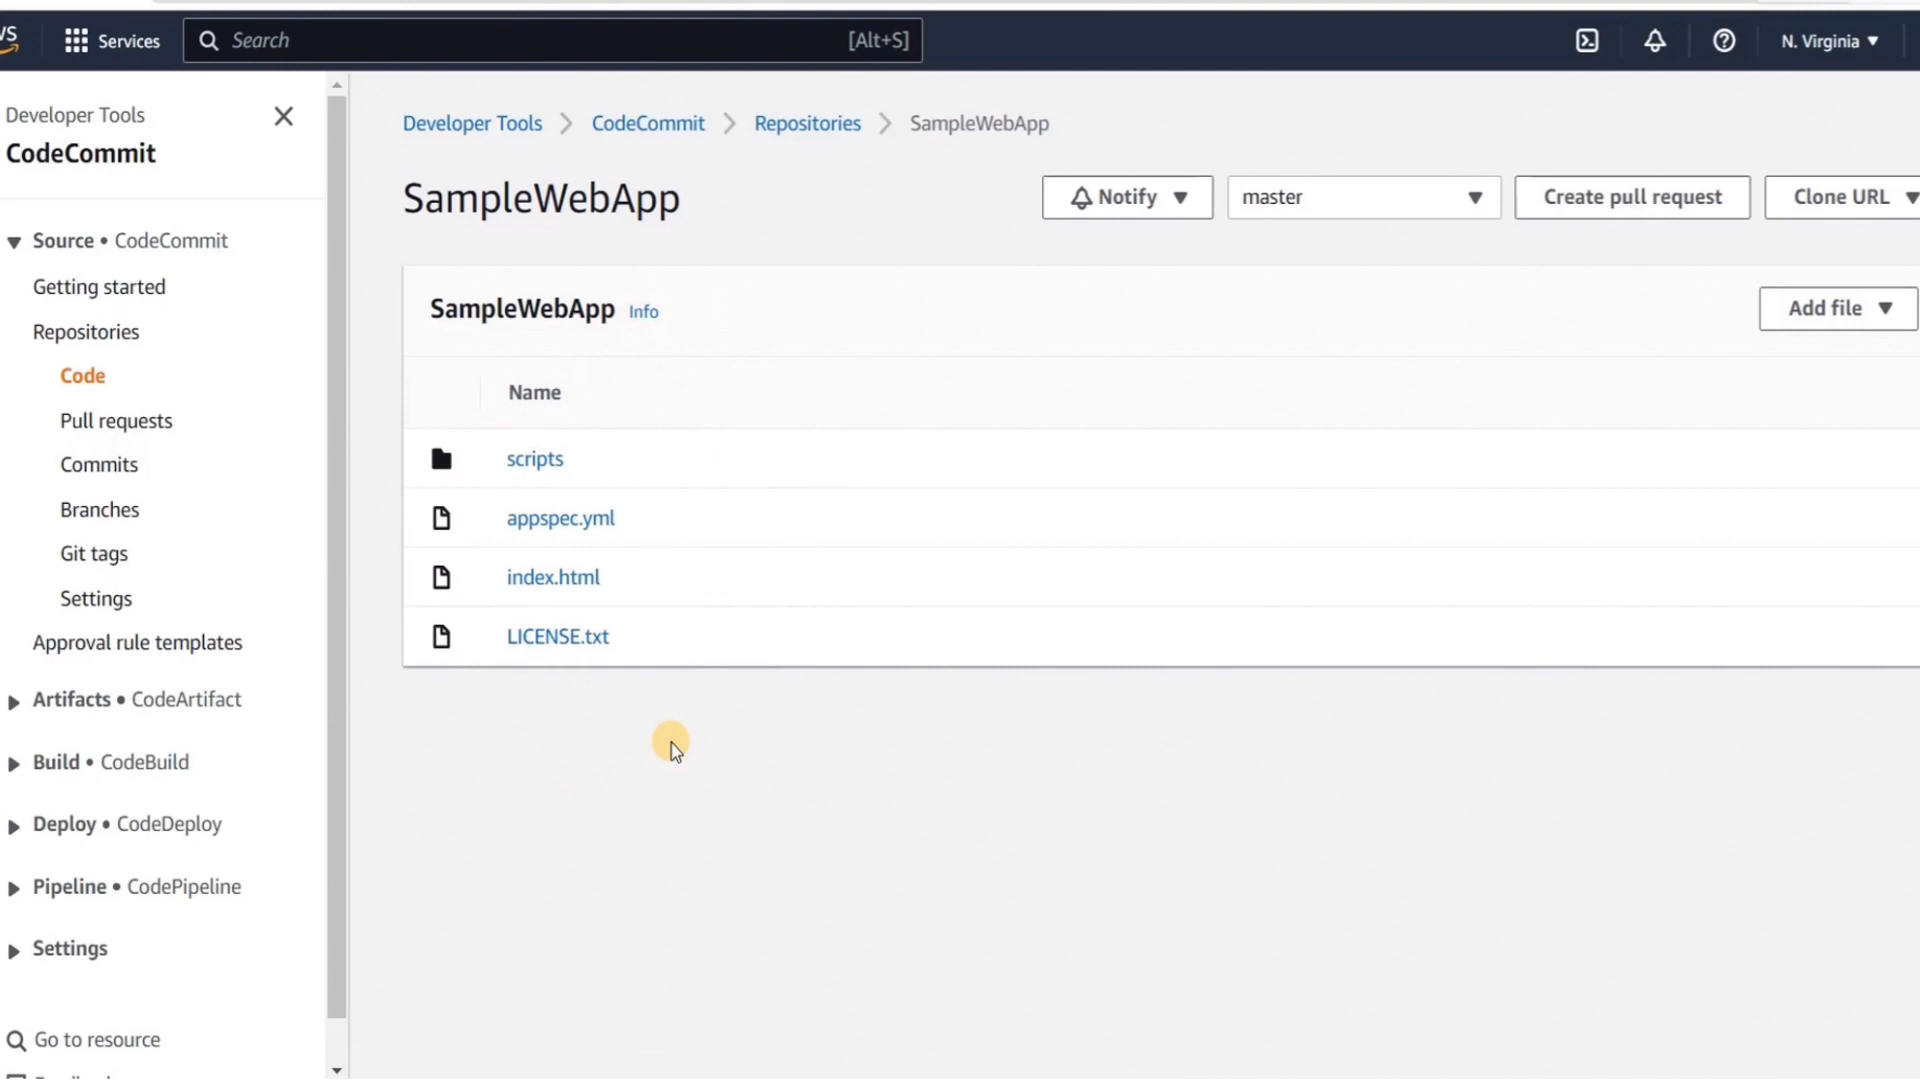 Services
Search [Alt+S]
N. Virginia
Developer Tools
CodeCommit
Source • CodeCommit
Getting started
Repositories
Code
Pull requests
Commits
Branches
Git tags
Settings
Approval rule templates
Artifacts • CodeArtifact
Build • CodeBuild
Deploy • CodeDeploy
Pipeline • CodePipeline
Settings
Go to resource
Developer Tools > CodeCommit > Repositories > SampleWebApp
SampleWebApp
Notify
master
Create pull request
Clone URL
SampleWebApp Info
Add file
Name
scripts
appspec.yml
index.html
LICENSE.txt